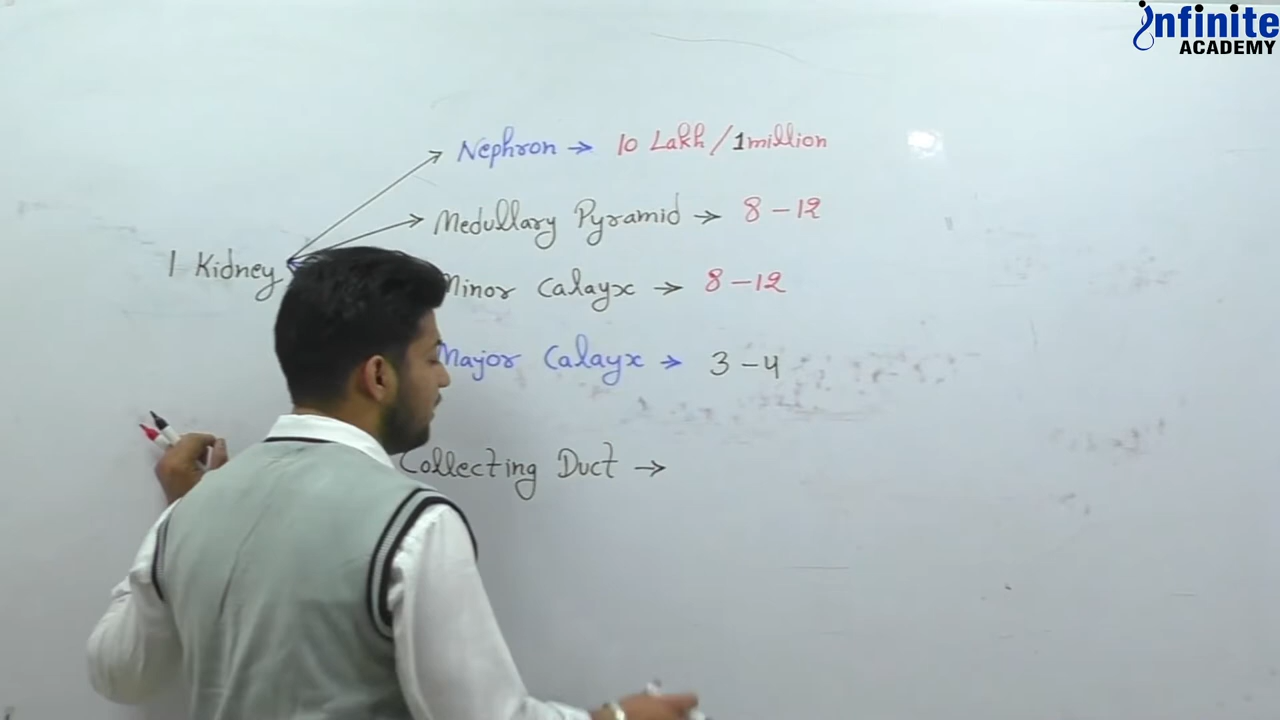 infinite
ACADEMY
Nephron → 10 Lakh / 1million
Medullary Pyramid → 8 - 12
1 Kidney
Minor Calayx → 8 - 12
Major Calayx → 3 - 4
Collecting Duct →